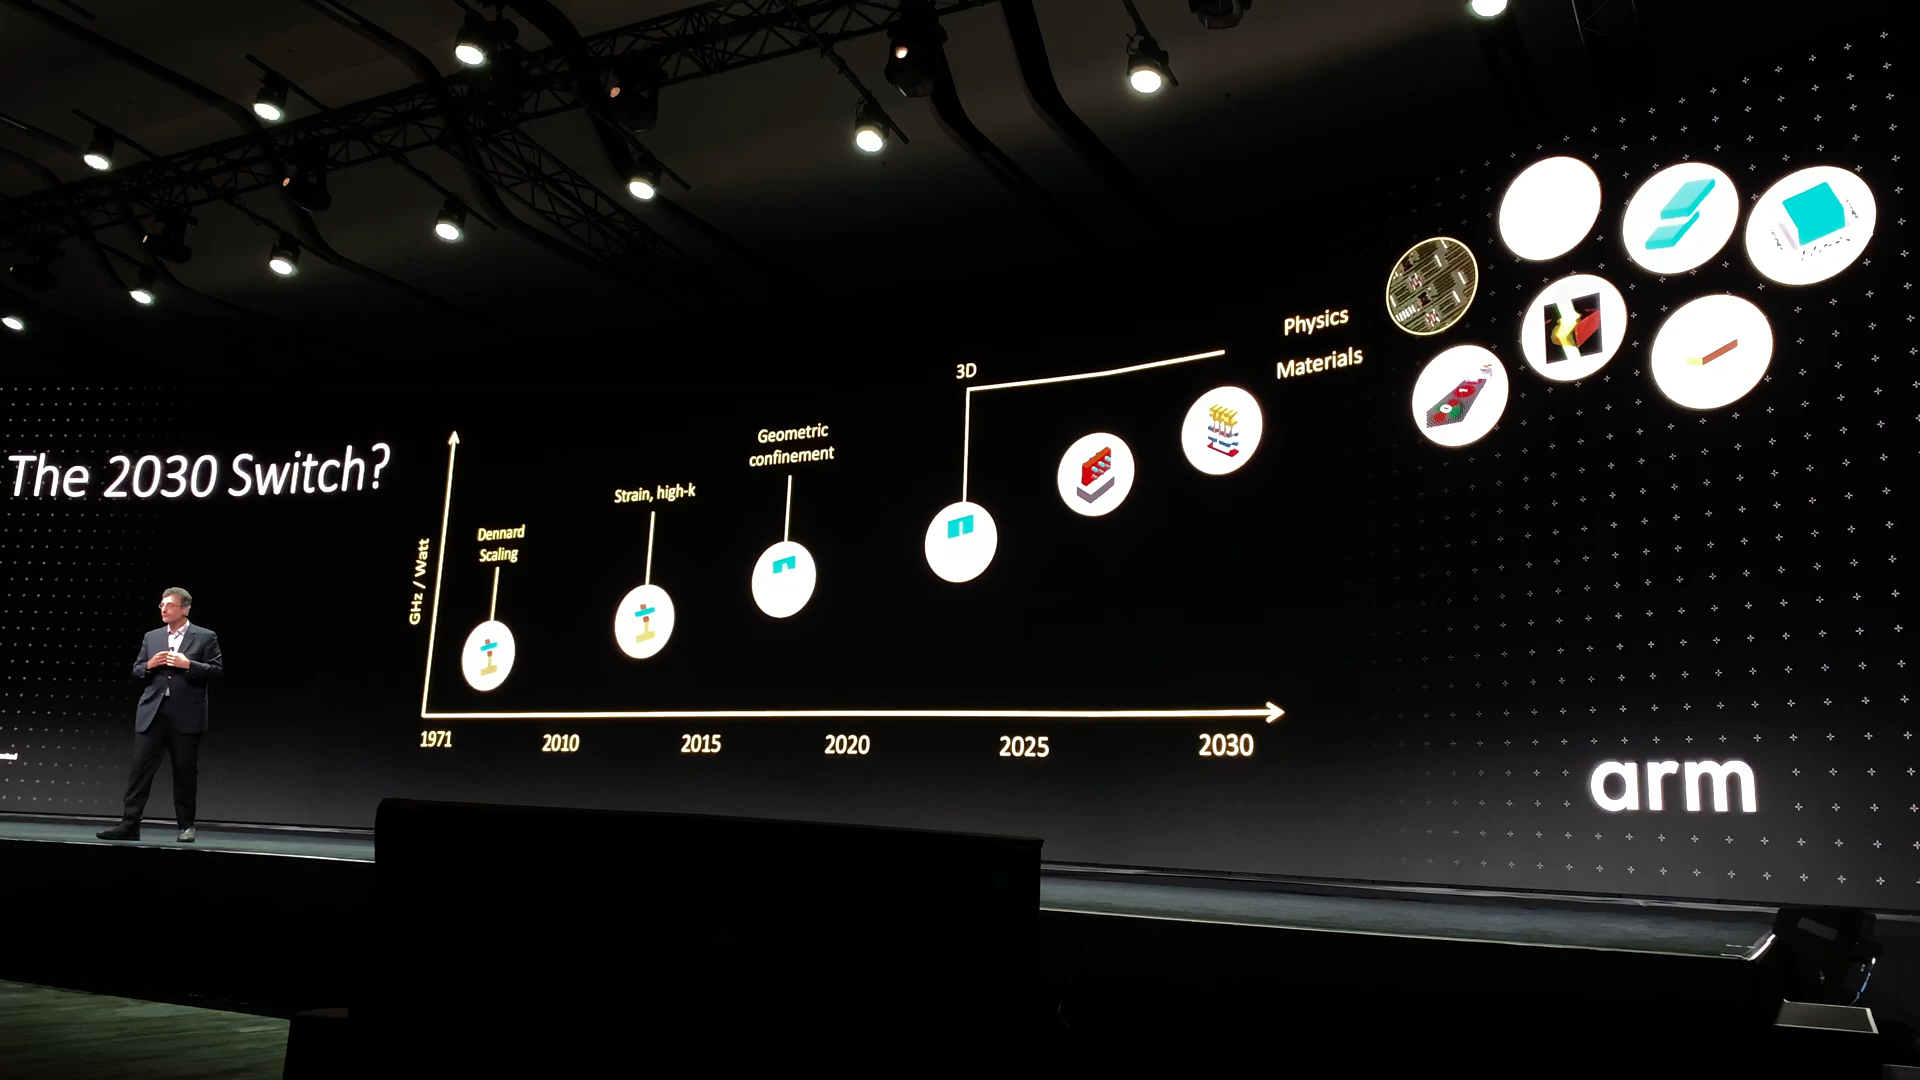 The 2030 Switch?
GHz / Watt
Dennard
Scaling
Strain, high-k
Geometric
confinement
3D
Physics
Materials
1971
2010
2015
2020
2025
2030
arm